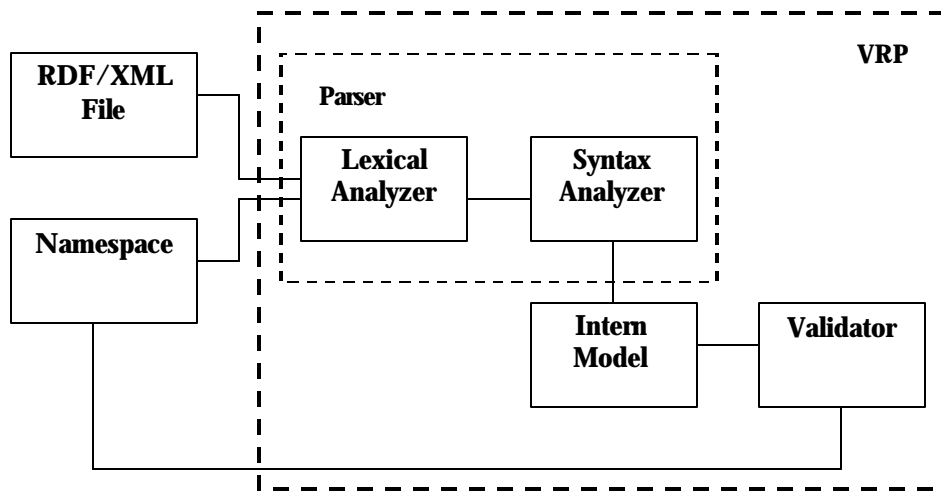 VRP
RDF/XML
File
Parser
Lexical
Analyzer
Syntax
Analyzer
Namespace
Intern
Model
Validator